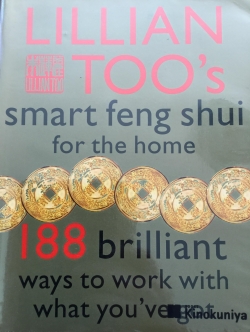 LILLIAN
TOO's
smart feng shui
for the home
188 brilliant
ways to work with
what you've got
Kinokuniya